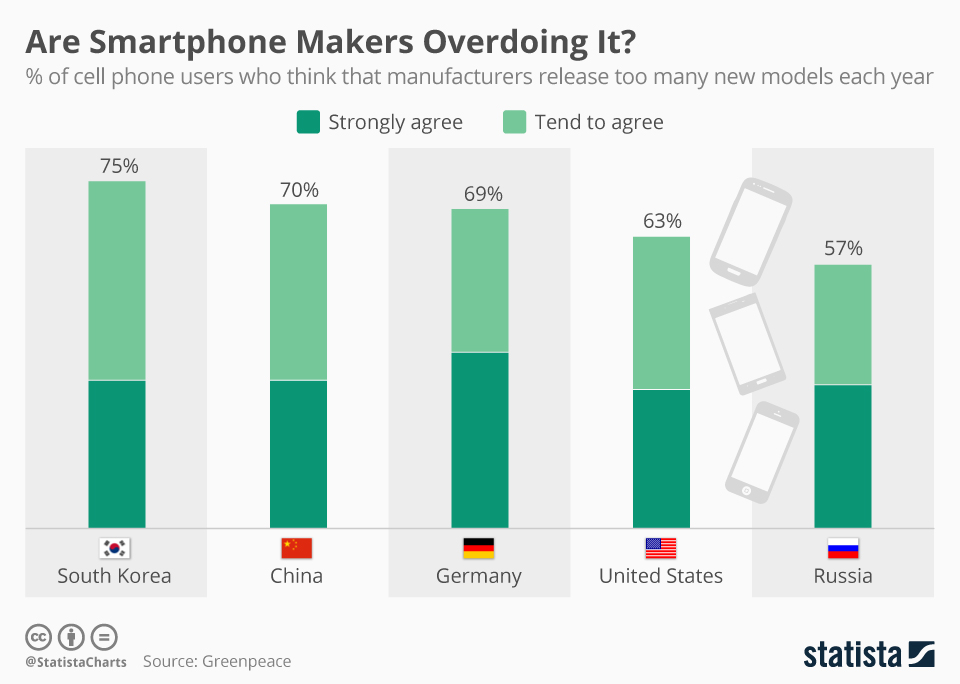 Are Smartphone Makers Overdoing It?
% of cell phone users who think that manufacturers release too many new models each year
Strongly agree Tend to agree
75%
70%
69%
63%
57%
South Korea
China
Germany
United States
Russia
cc
@StatistaCharts Source: Greenpeace
statista